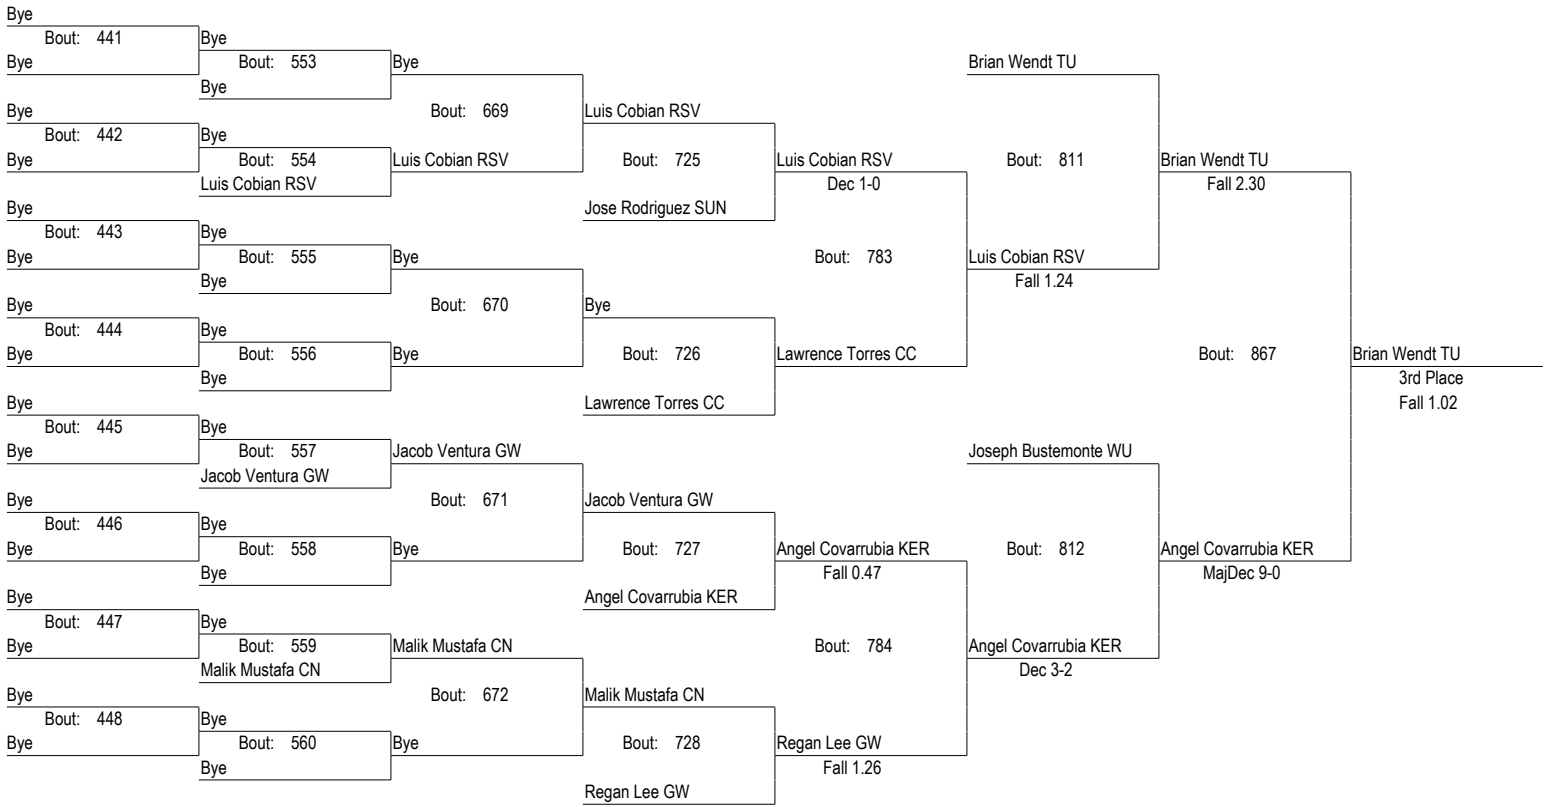 Bye
Bout: 441 Bye
Bye Bout: 553 Bye Brian Wendt TU
Bye
Bye Bout: 669 Luis Cobian RSV
Bout: 442 Bye
Bye Bout: 554 Luis Cobian RSV Bout: 725 Luis Cobian RSV Bout: 811 Brian Wendt TU
Luis Cobian RSV Dec 1-0 Fall 2.30
Bye Jose Rodriguez SUN
Bout: 443 Bye
Bye Bout: 555 Bye Bout: 783 Luis Cobian RSV
Bye Fall 1.24
Bye Bout: 670 Bye
Bout: 444 Bye
Bye Bout: 556 Bye Bout: 726 Lawrence Torres CC Bout: 867 Brian Wendt TU
Bye 3rd Place
Bye Lawrence Torres CC Fall 1.02
Bout: 445 Bye
Bye Bout: 557 Jacob Ventura GW Joseph Bustemonte WU
Jacob Ventura GW
Bye Bout: 671 Jacob Ventura GW
Bout: 446 Bye
Bye Bout: 558 Bye Bout: 727 Angel Covarrubia KER Bout: 812 Angel Covarrubia KER
Bye Fall 0.47 MajDec 9-0
Bye Angel Covarrubia KER
Bout: 447 Bye
Bye Bout: 559 Malik Mustafa CN Bout: 784 Angel Covarrubia KER
Malik Mustafa CN Dec 3-2
Bye Bout: 672 Malik Mustafa CN
Bout: 448 Bye
Bye Bout: 560 Bye Bout: 728 Regan Lee GW
Bye Fall 1.26
Regan Lee GW